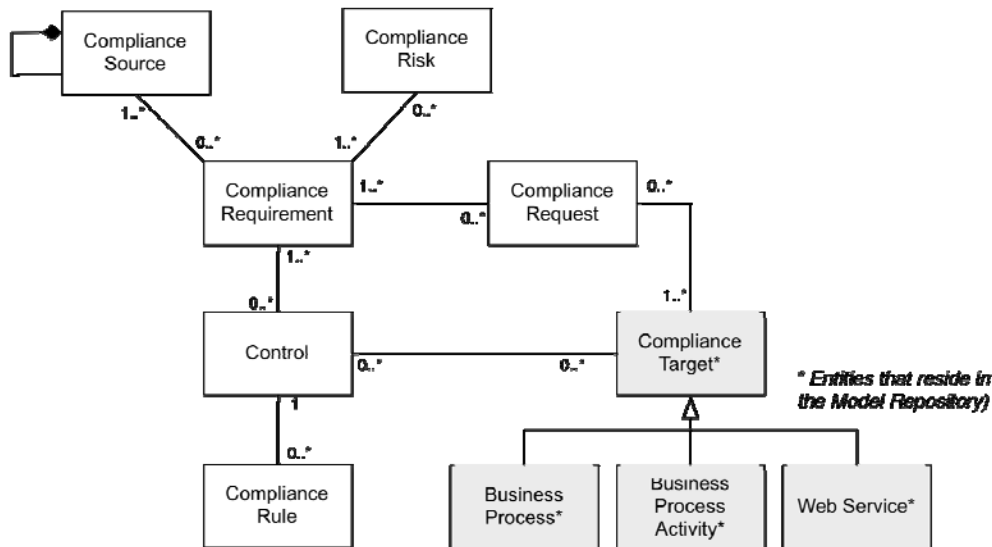 Compliance
Source
Compliance
Risk
1..*
0..*
0..*
1..*
Compliance
Requirement
1..*
0..*
Compliance
Request
0..*
1..*
0..*
1..*
Control
0..*
0..*
Compliance
Target*
* Entities that reside in
the Model Repository)
1
0..*
Compliance
Rule
Business
Process*
Business
Process
Activity*
Web Service*